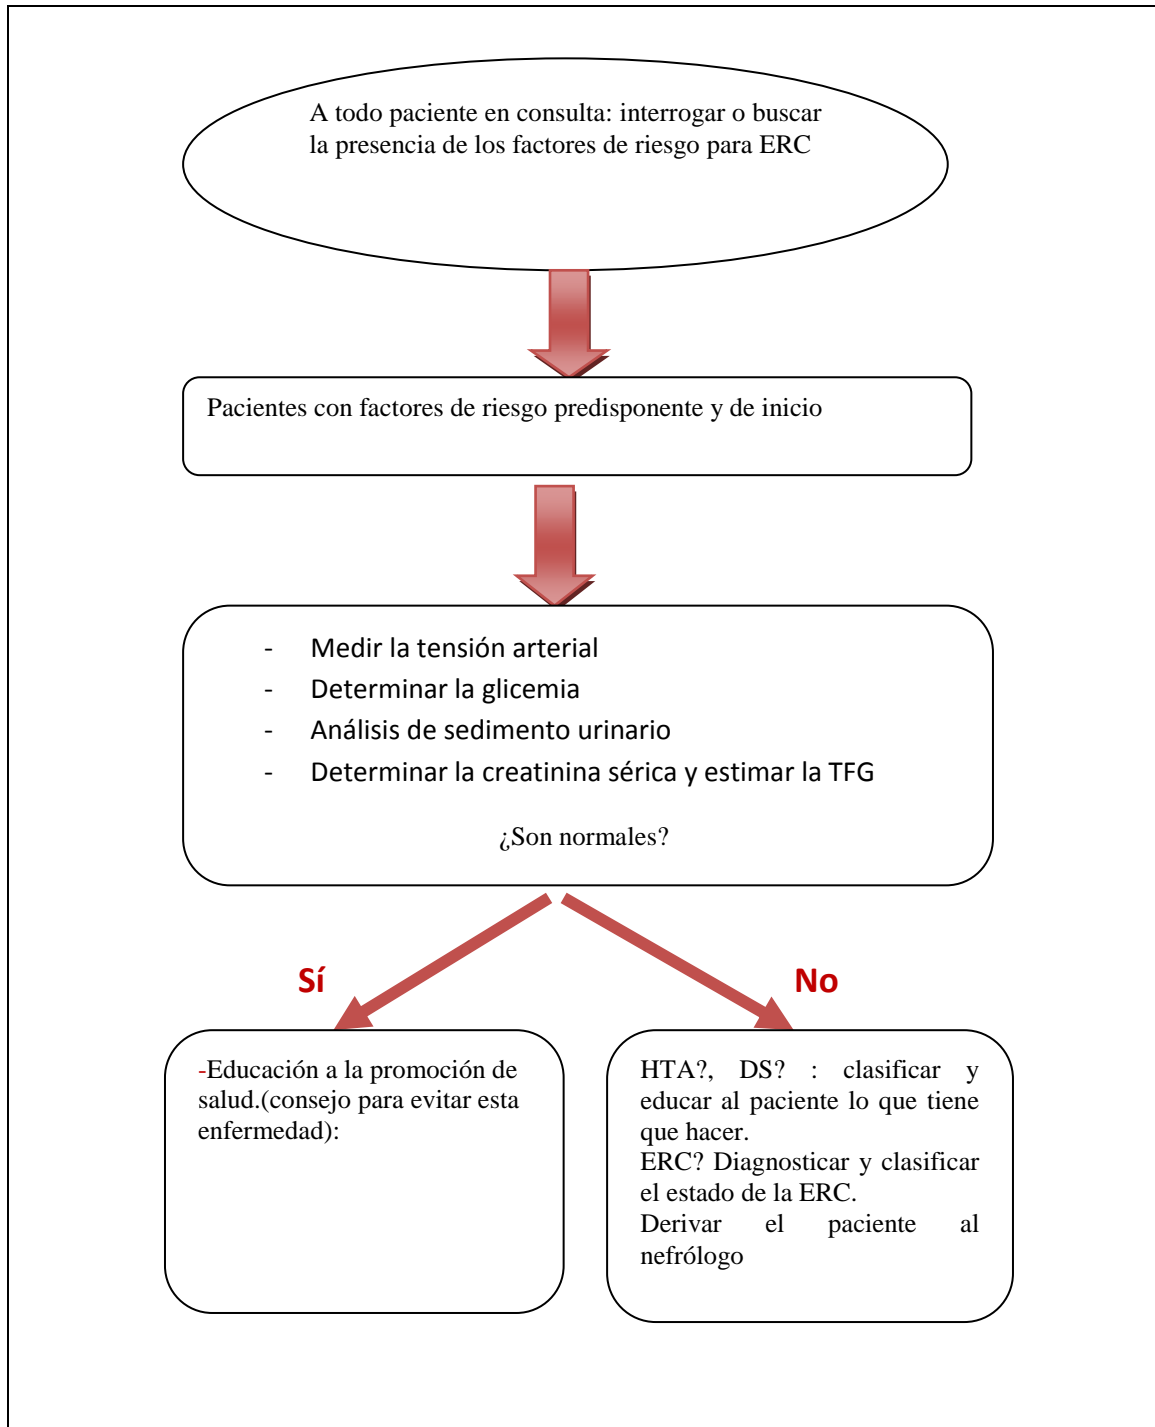 A todo paciente en consulta: interrogar o buscar
la presencia de los factores de riesgo para ERC
Pacientes con factores de riesgo predisponente y de inicio
- Medir la tensión arterial
- Determinar la glicemia
- Análisis de sedimento urinario
- Determinar la creatinina sérica y estimar la TFG
¿Son normales?
Sí
No
-Educación a la promoción de
salud.(consejo para evitar esta
enfermedad):
HTA?, DS? : clasificar y
educar al paciente lo que tiene
que hacer.
ERC? Diagnosticar y clasificar
el estado de la ERC.
Derivar el paciente al
nefrólogo